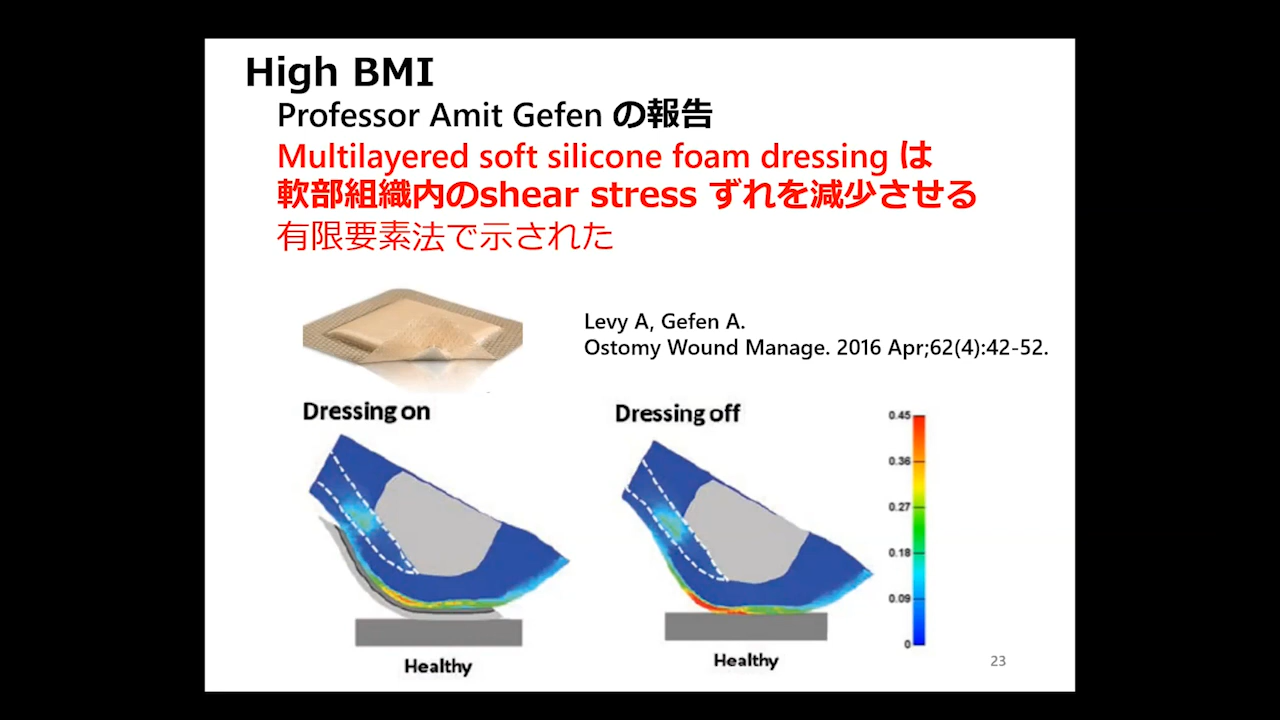 High BMI
Professor Amit Gefen の報告
Multilayered soft silicone foam dressing は
軟部組織内のshear stress ずれを減少させる
有限要素法で示された
Levy A, Gefen A.
Ostomy Wound Manage. 2016 Apr;62(4):42-52.
Dressing on
Dressing off
0.45
0.36
0.27
0.18
0.09
0
Healthy
Healthy
23